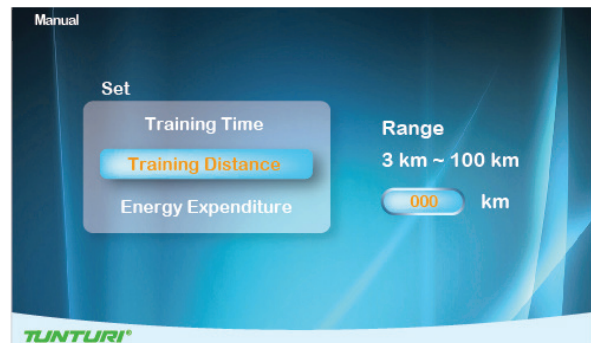 Manual
Set
Training Time
Training Distance
Energy Expenditure
Range
3 km ~ 100 km
000 km
TUNTURI®